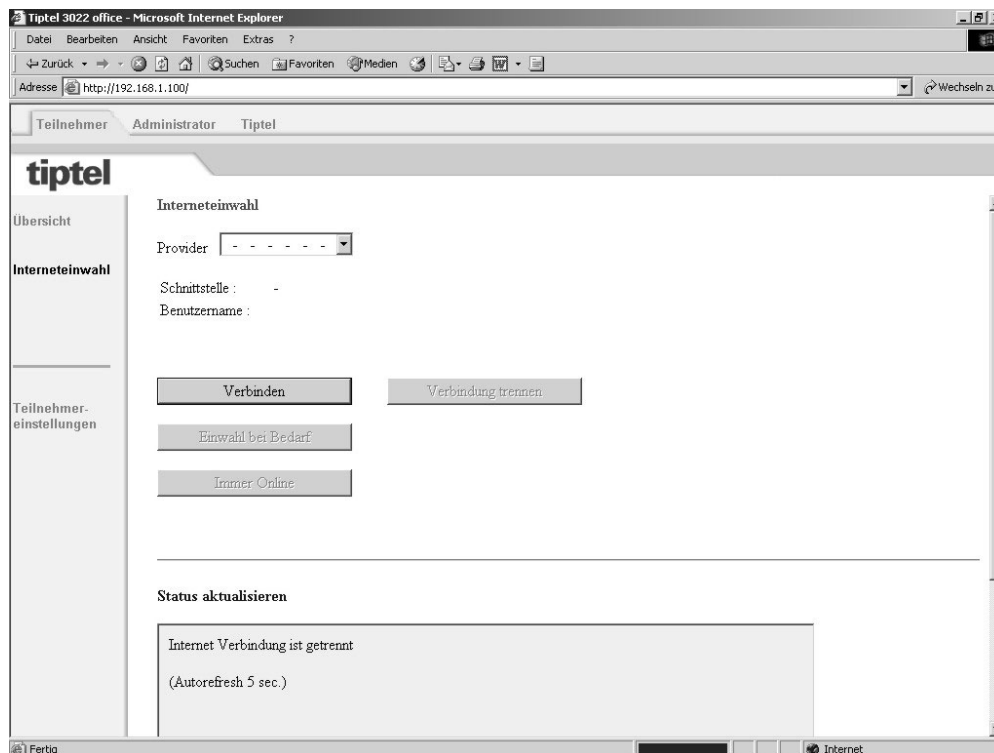 Tiptel 3022 office - Microsoft Internet Explorer
Datei Bearbeiten Ansicht Favoriten Extras ?
Zurück Suchen Favoriten Medien
Adresse http://192.168.1.100/ Wechseln zu
Teilnehmer Administrator Tiptel
tiptel
Übersicht
Interneteinwahl
Teilnehmer-
einstellungen
Interneteinwahl
Provider - - - - - -
Schnittstelle : -
Benutzername :
Verbinden Verbindung trennen
Einwahl bei Bedarf
Immer Online
Status aktualisieren
Internet Verbindung ist getrennt
(Autorefresh 5 sec.)
Fertig Internet